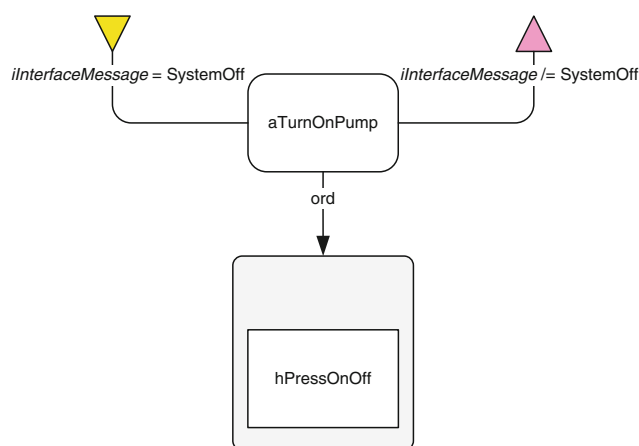 iInterfaceMessage = SystemOff
iInterfaceMessage /= SystemOff
aTurnOnPump
ord
hPressOnOff